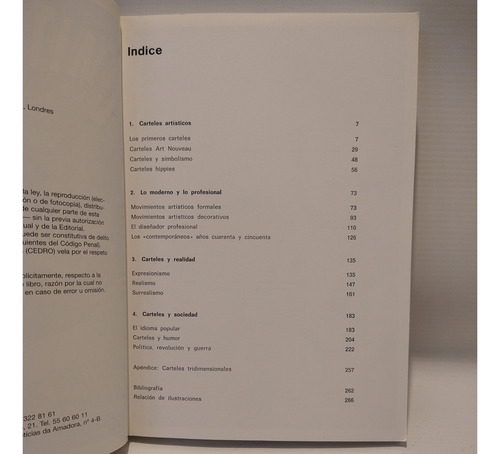 . Londres
la ley, la reproducción (elec-
ón o de fotocopia), distribu-
de cualquier parte de esta
— sin la previa autorización
ual y de la Editorial.
uede ser constitutiva de delito
uientes del Código Penal).
(CEDRO) vela por el respeto
olícitamente, respecto a la
libro, razón por la cual no
en caso de error u omisión.
322 81 61
, 21. Tel. 55 60 60 11
oticias da Amadora, nº 4-B.
Indice
1. Carteles artísticos 7
Los primeros carteles 7
Carteles Art Nouveau 29
Carteles y simbolismo 48
Carteles hippies 56
2. Lo moderno y lo profesional 73
Movimientos artísticos formales 73
Movimientos artísticos decorativos 93
El diseñador profesional 110
Los «contemporáneos» años cuarenta y cincuenta 126
3. Carteles y realidad 135
Expresionismo 135
Realismo 147
Surrealismo 161
4. Carteles y sociedad 183
El idioma popular 183
Carteles y humor 204
Política, revolución y guerra 222
Apéndice: Carteles tridimensionales 257
Bibliografía 262
Relación de ilustraciones 266